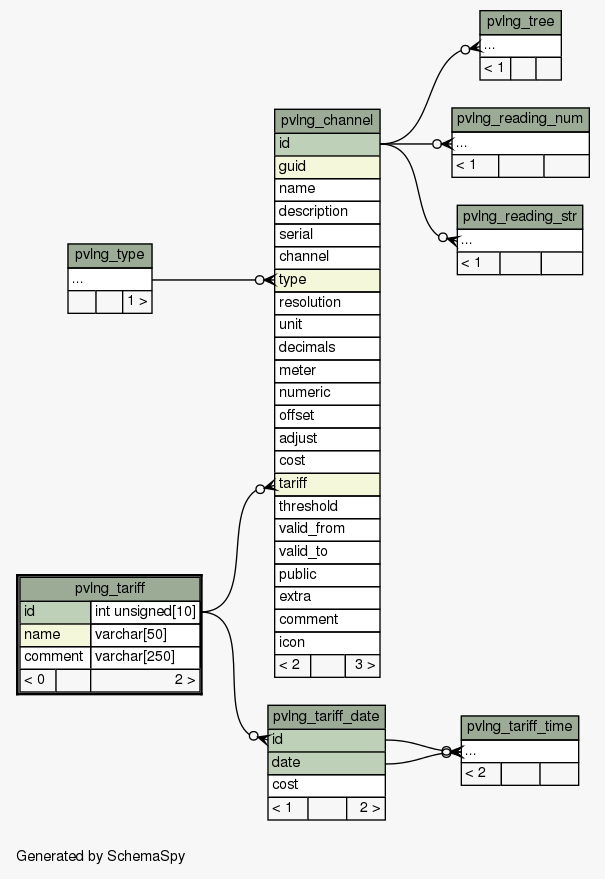 pvlng_tree
...
< 1
pvlng_channel
id
guid
name
description
serial
channel
type
resolution
unit
decimals
meter
numeric
offset
adjust
cost
tariff
threshold
valid_from
valid_to
public
extra
comment
icon
< 2 3 >
pvlng_reading_num
...
< 1
pvlng_reading_str
...
< 1
pvlng_type
...
1 >
pvlng_tariff
id int unsigned[10]
name varchar[50]
comment varchar[250]
< 0 2 >
pvlng_tariff_date
id
date
cost
< 1 2 >
pvlng_tariff_time
...
< 2
Generated by SchemaSpy